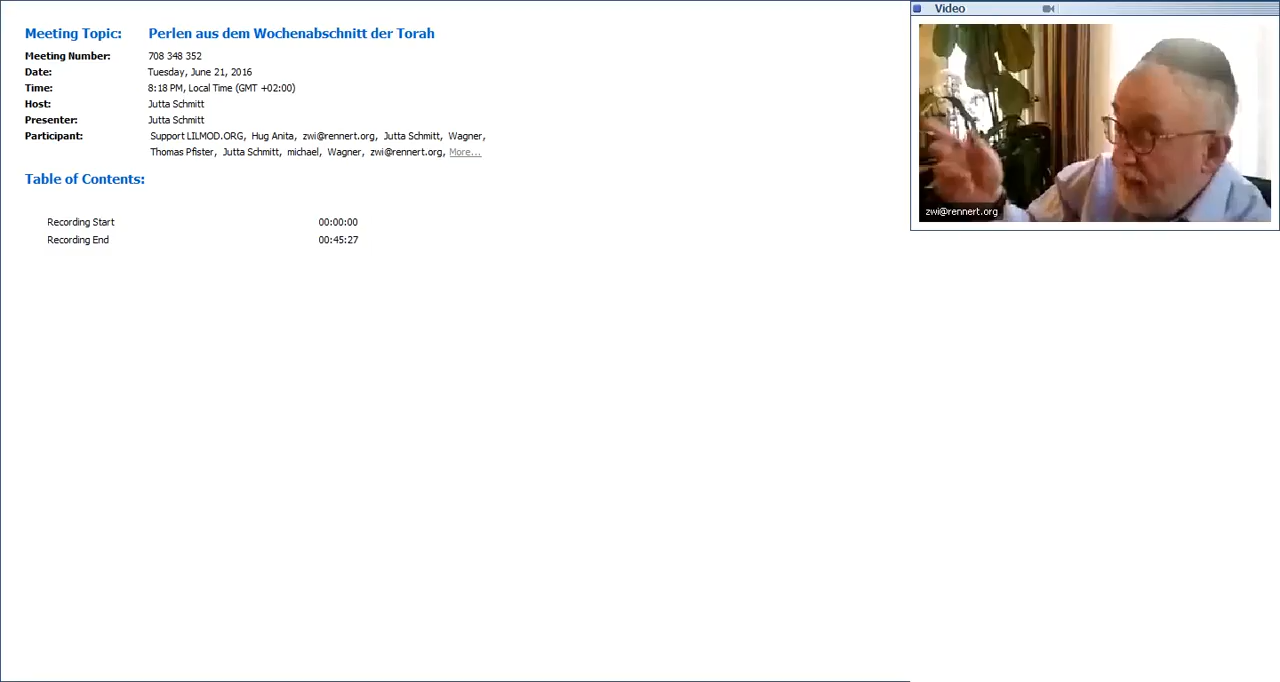 Video
Meeting Topic: Perlen aus dem Wochenabschnitt der Torah
Meeting Number: 708 348 352
Date: Tuesday, June 21, 2016
Time: 8:18 PM, Local Time (GMT +02:00)
Host: Jutta Schmitt
Presenter: Jutta Schmitt
Participant: Support LILMOD.ORG, Hug Anita, zwi@rennert.org, Jutta Schmitt, Wagner,
Thomas Pfister, Jutta Schmitt, michael, Wagner, zwi@rennert.org, More...
Table of Contents:
Recording Start 00:00:00
Recording End 00:45:27
zwi@rennert.org